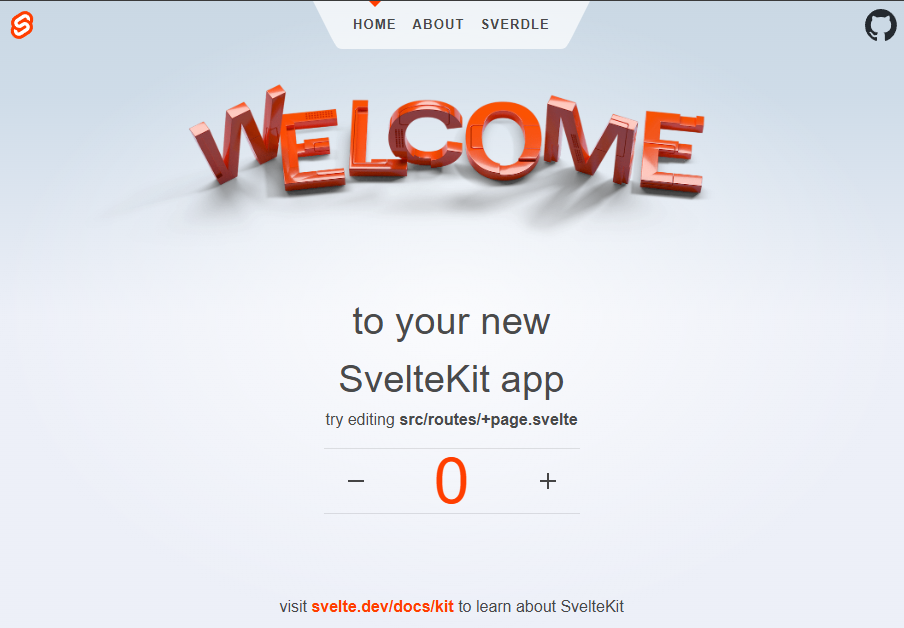 HOME ABOUT SVERDLE
WELCOME
to your new
SvelteKit app
try editing src/routes/+page.svelte
− 0 +
visit svelte.dev/docs/kit to learn about SvelteKit